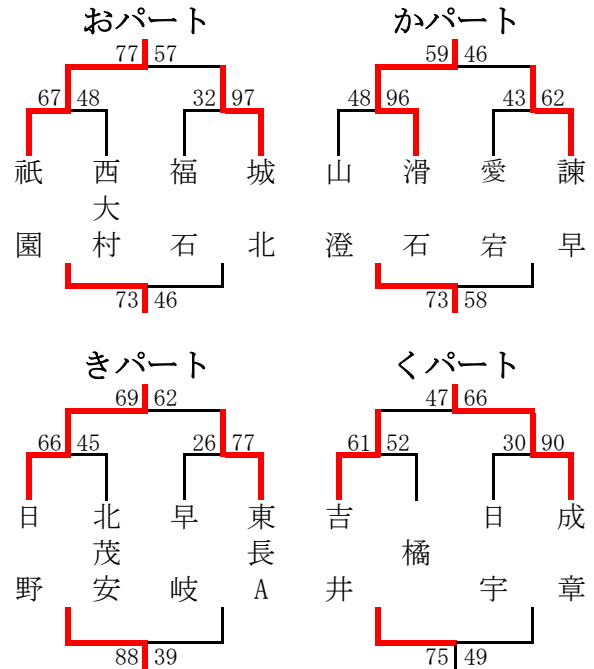 おパート
77 57
67 48 32 97
祇園 西大村 福石 城北
73 46
かパート
59 46
48 96 43 62
山澄 滑石 愛宕 諫早
73 58
きパート
69 62
66 45 26 77
日野 北茂安 早岐 東長A
88 39
くパート
47 66
61 52 30 90
吉井 橘 日宇 成章
75 49